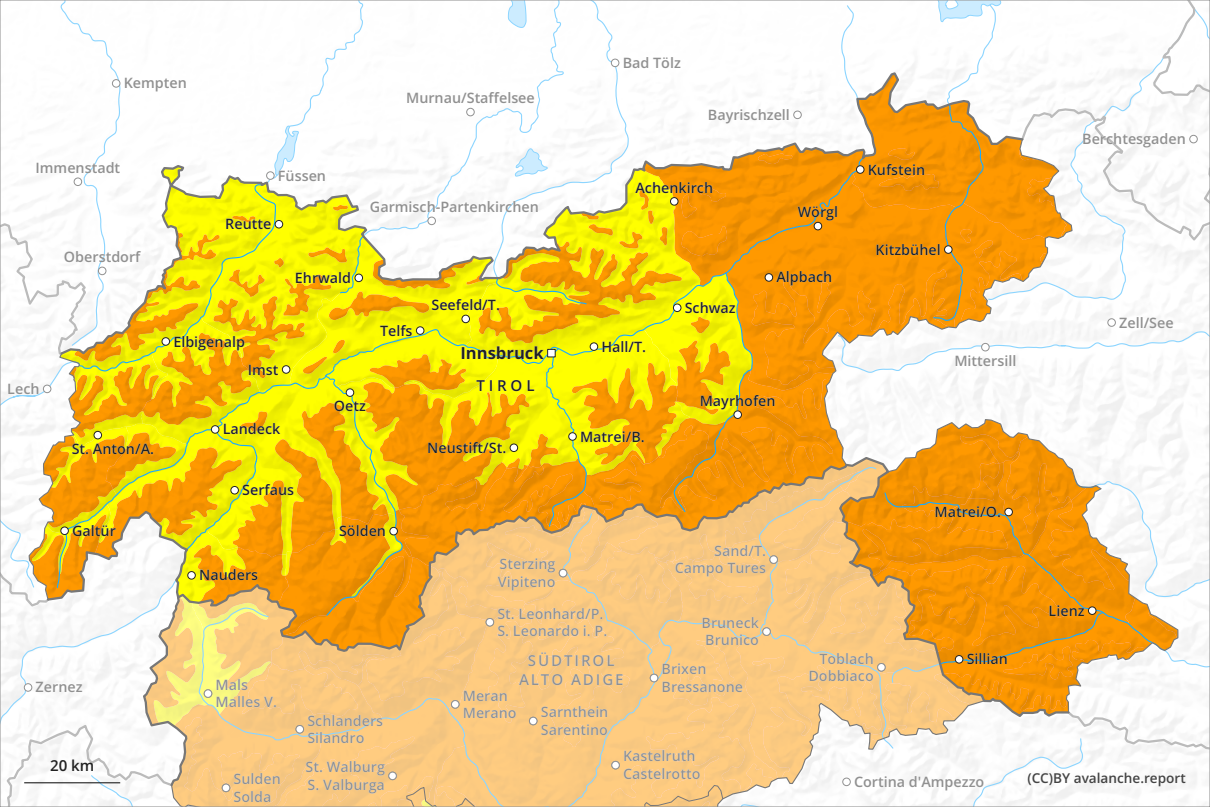 Kempten
Bad Tölz
Murnau/Staffelsee
Bayrischzell
Berchtesgaden
Immenstadt
Füssen
Kufstein
Achenkirch
Garmisch-Partenkirchen
Wörgl
Reutte
Oberstdorf
Kitzbühel
Ehrwald
Alpbach
Seefeld/T.
Schwaz
Zell/See
Telfs
Elbigenalp
Innsbruck
Hall/T.
Mittersill
Imst
TIROL
Lech
Oetz
Mayrhofen
Landeck
Matrei/B.
St. Anton/A.
Neustift/St.
Serfaus
Matrei/O.
Galtür
Sölden
Sand/T.
Campo Tures
Sterzing
Vipiteno
Nauders
Lienz
St. Leonhard/P.
S. Leonardo i. P.
Bruneck
Brunico
Sillian
SÜDTIROL
ALTO ADIGE
Toblach
Dobbiaco
Brixen
Bressanone
Zernez
Mals
Malles V.
Meran
Merano
Sarnthein
Sarentino
Schlanders
Silandro
Kastelruth
Castelrotto
20 km
St. Walburg
S. Valburga
Sulden
Solda
Cortina d'Ampezzo
(CC)BY avalanche.report